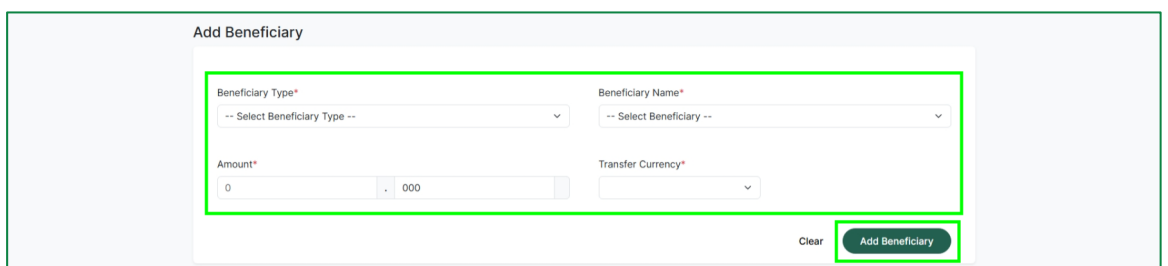 Add Beneficiary
Beneficiary Type* Beneficiary Name*
-- Select Beneficiary Type -- -- Select Beneficiary --
Amount* Transfer Currency*
0 . 000
Clear Add Beneficiary